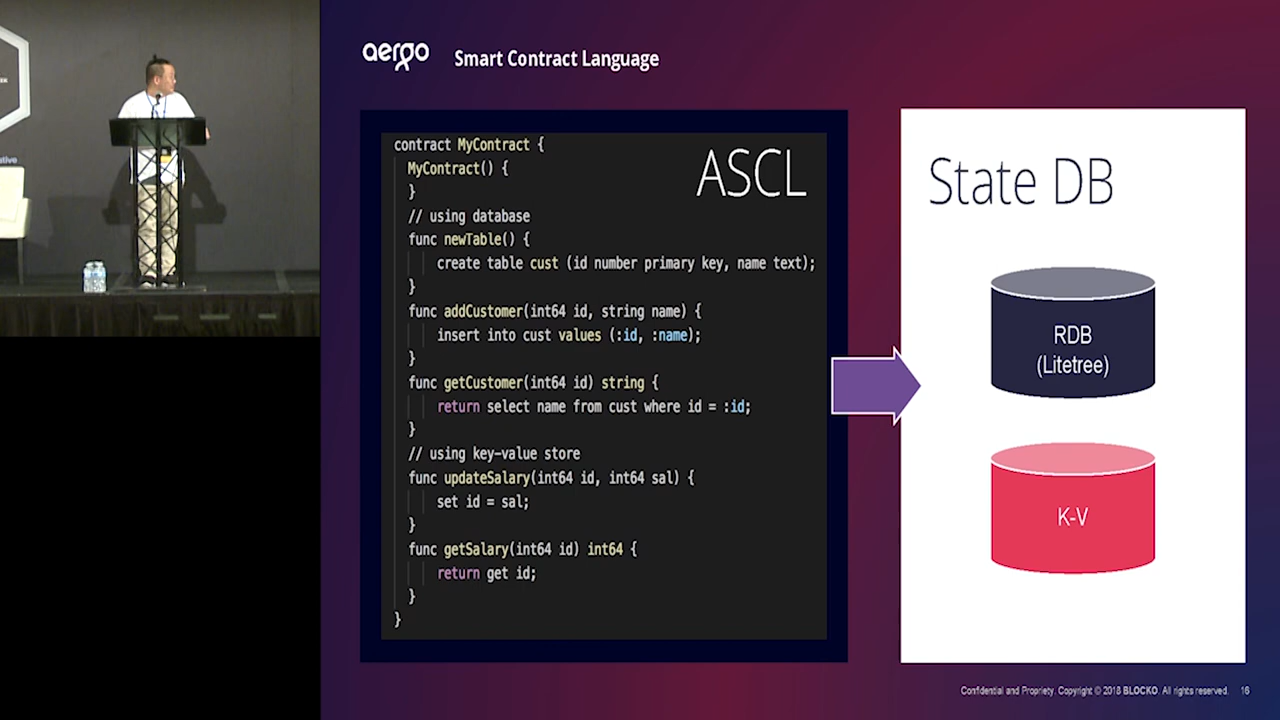 aergo
Smart Contract Language
contract MyContract {
MyContract() {
}
// using database
func newTable() {
create table cust (id number primary key, name text);
}
func addCustomer(int64 id, string name) {
insert into cust values (:id, :name);
}
func getCustomer(int64 id) string {
return select name from cust where id = :id;
}
// using key-value store
func updateSalary(int64 id, int64 sal) {
set id = sal;
}
func getSalary(int64 id) int64 {
return get id;
}
}
ASCL
State DB
RDB
(Litetree)
K-V
Confidential and Propriety. Copyright © 2018 BLOCKO. All rights reserved. 16